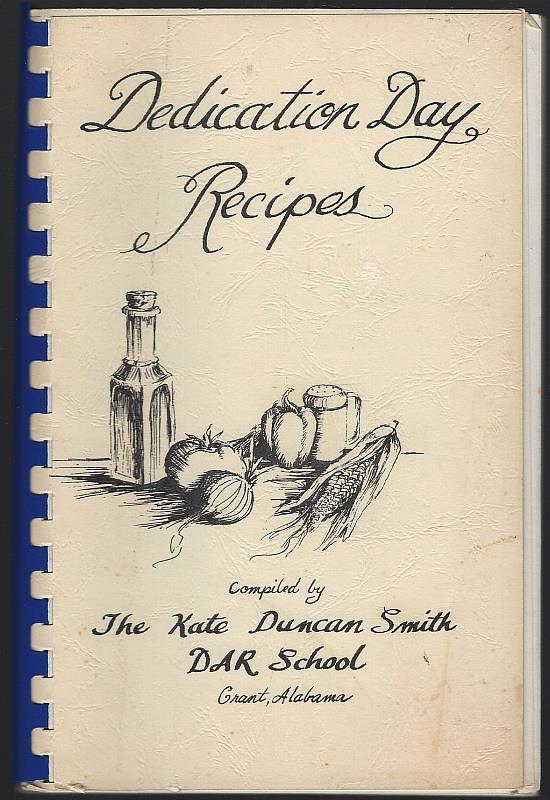 Dedication Day
Recipes
Compiled by
The Kate Duncan Smith
DAR School
Grant, Alabama